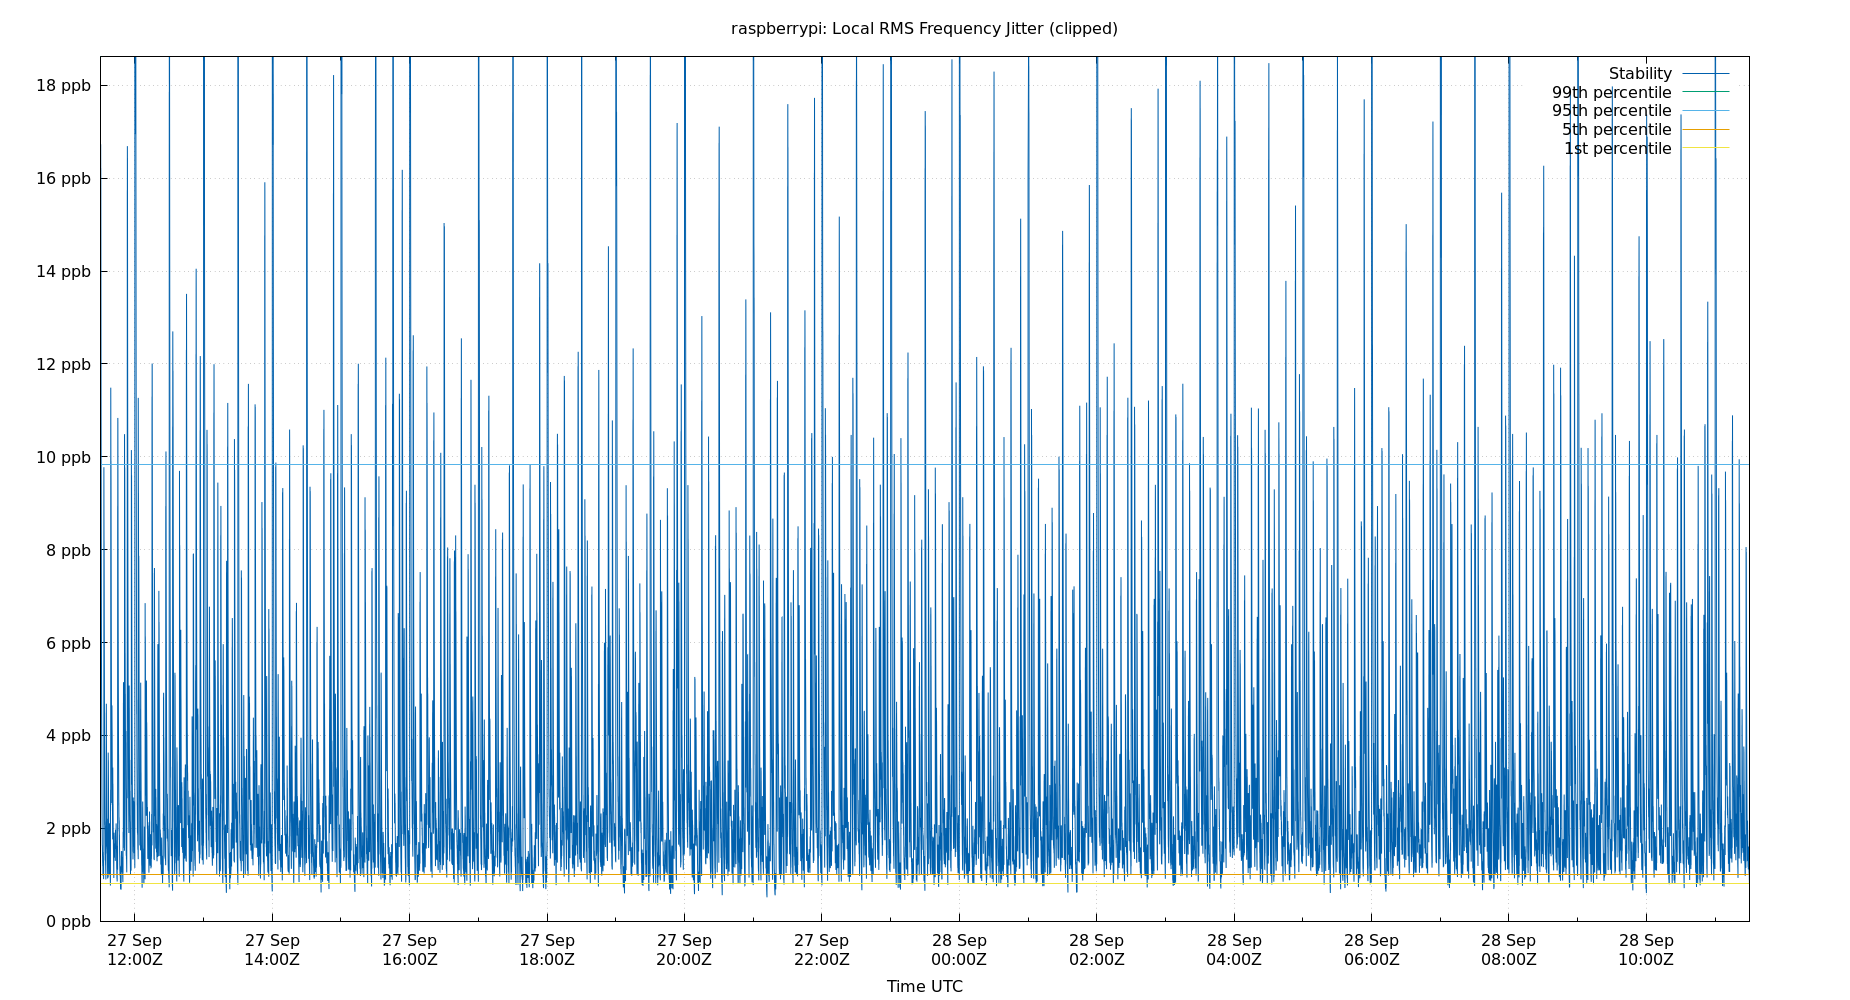 raspberrypi: Local RMS Frequency Jitter (clipped)
18 ppb
16 ppb
14 ppb
12 ppb
10 ppb
8 ppb
6 ppb
4 ppb
2 ppb
0 ppb
Stability
99th percentile
95th percentile
5th percentile
1st percentile
27 Sep 27 Sep 27 Sep 27 Sep 27 Sep 27 Sep 28 Sep 28 Sep 28 Sep 28 Sep 28 Sep 28 Sep
12:00Z 14:00Z 16:00Z 18:00Z 20:00Z 22:00Z 00:00Z 02:00Z 04:00Z 06:00Z 08:00Z 10:00Z
Time UTC